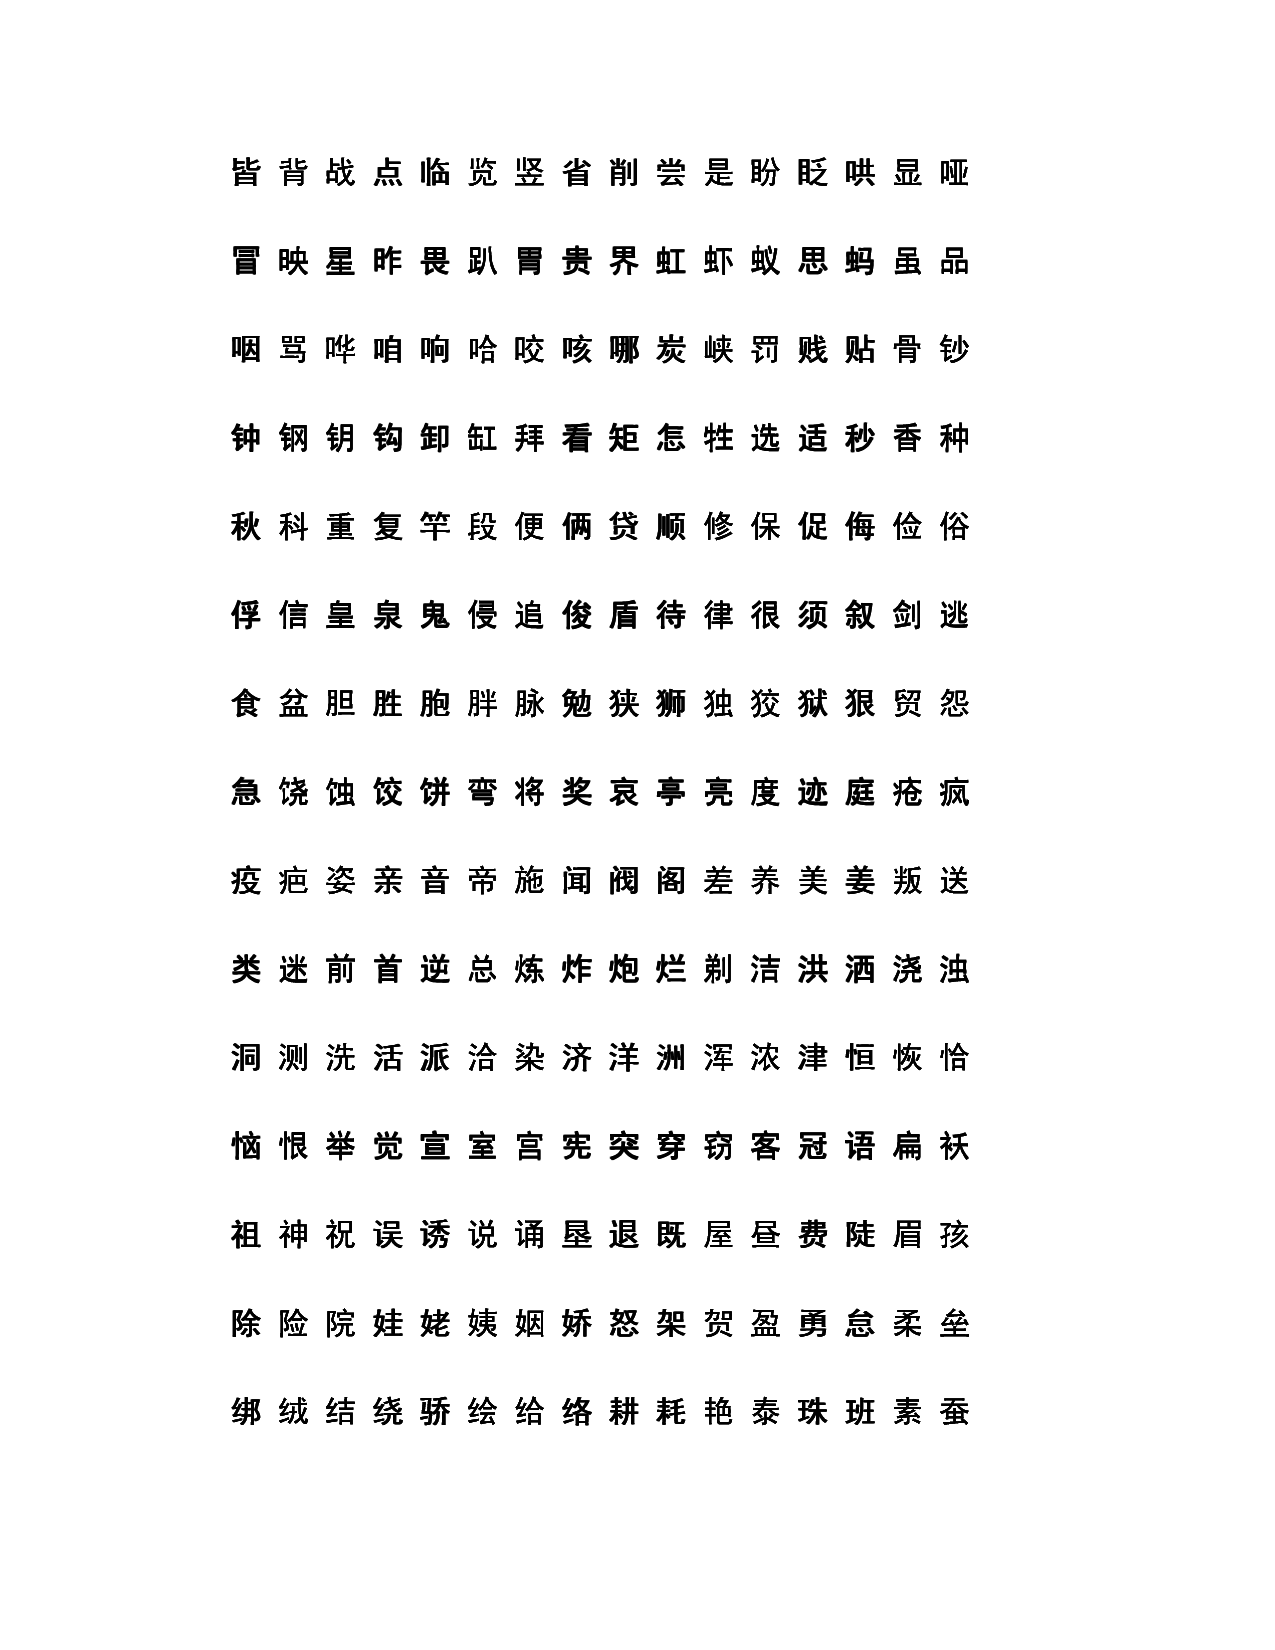 皆 背 战 点 临 览 竖 省 削 尝 是 盼 眨 哄 显 哑
冒 映 星 昨 畏 趴 胃 贵 界 虹 虾 蚁 思 蚂 虽 品
咽 骂 哗 咱 响 哈 咬 咳 哪 炭 峡 罚 贱 贴 骨 钞
钟 钢 钥 钩 卸 缸 拜 看 矩 怎 牲 选 适 秒 香 种
秋 科 重 复 竿 段 便 俩 贷 顺 修 保 促 侮 俭 俗
俘 信 皇 泉 鬼 侵 追 俊 盾 待 律 很 须 叙 剑 逃
食 盆 胆 胜 胞 胖 脉 勉 狭 狮 独 狡 狱 狠 贸 怨
急 饶 蚀 饺 饼 弯 将 奖 哀 亭 亮 度 迹 庭 疮 疯
疫 疤 姿 亲 音 帝 施 闻 阀 阁 差 养 美 姜 叛 送
类 迷 前 首 逆 总 炼 炸 炮 烂 剃 洁 洪 洒 浇 浊
洞 测 洗 活 派 洽 染 济 洋 洲 浑 浓 津 恒 恢 恰
恼 恨 举 觉 宣 室 宫 宪 突 穿 窃 客 冠 语 扁 袄
祖 神 祝 误 诱 说 诵 垦 退 既 屋 昼 费 陡 眉 孩
除 险 院 娃 姥 姨 姻 娇 怒 架 贺 盈 勇 怠 柔 垒
绑 绒 结 绕 骄 绘 给 络 耕 耗 艳 泰 珠 班 素 蚕